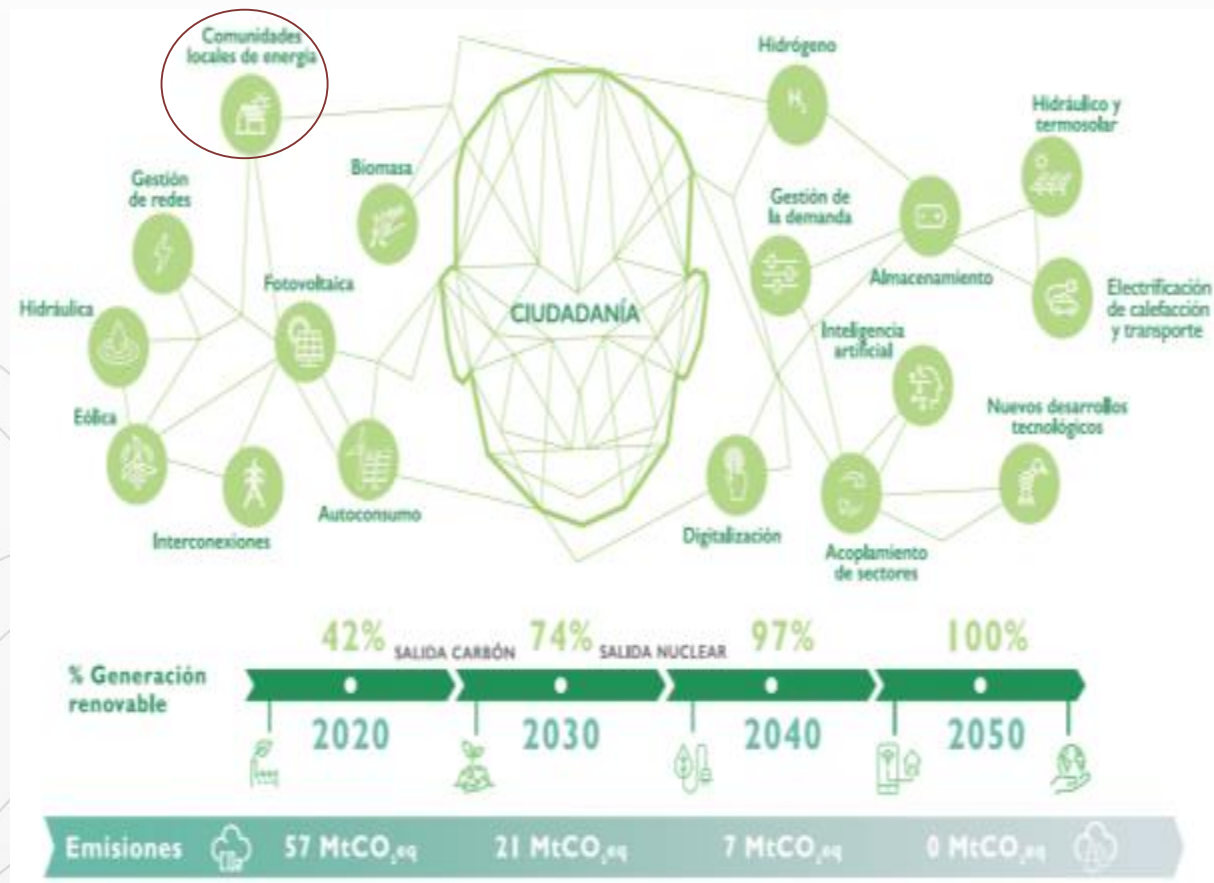 Comunidades
locales de energía
Hidrógeno
H2
Hidráulico y
termosolar
Biomasa
Gestión
de redes
Gestión de
la demanda
Fotovoltaica
Almacenamiento
Electrificación
de calefacción
y transporte
Hidráulica
CIUDADANÍA
Inteligencia
artificial
Eólica
Nuevos desarrollos
tecnológicos
Autoconsumo
Interconexiones
Digitalización
Acoplamiento
de sectores
42% SALIDA CARBÓN 74% SALIDA NUCLEAR 97% 100%
% Generación
renovable
2020 2030 2040 2050
Emisiones 57 MtCO2eq 21 MtCO2eq 7 MtCO2eq 0 MtCO2eq